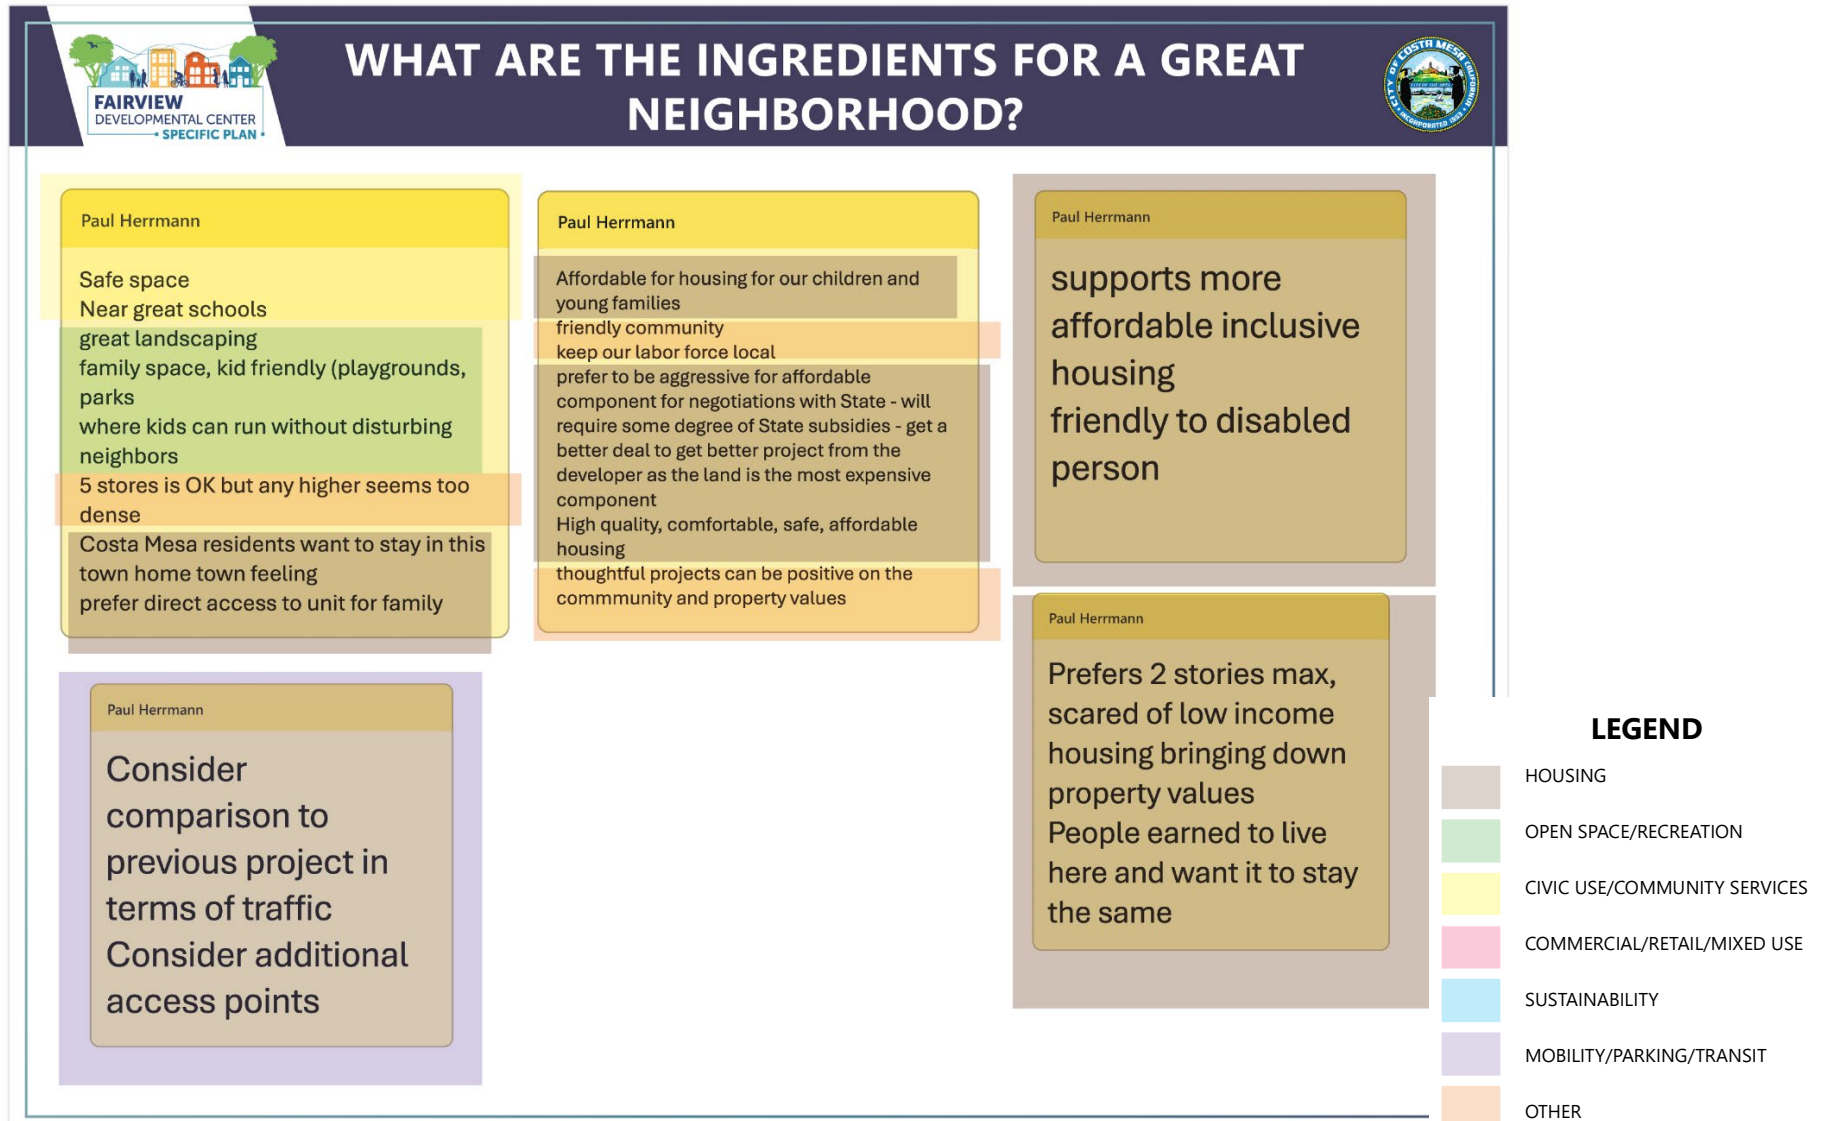 FAIRVIEW
DEVELOPMENTAL CENTER
SPECIFIC PLAN
WHAT ARE THE INGREDIENTS FOR A GREAT
NEIGHBORHOOD?
CITY OF COSTA MESA CALIFORNIA
INCORPORATED 1953
Paul Herrmann
Safe space
Near great schools
great landscaping
family space, kid friendly (playgrounds,
parks
where kids can run without disturbing
neighbors
5 stores is OK but any higher seems too
dense
Costa Mesa residents want to stay in this
town home town feeling
prefer direct access to unit for family
Paul Herrmann
Affordable for housing for our children and
young families
friendly community
keep our labor force local
prefer to be aggressive for affordable
component for negotiations with State - will
require some degree of State subsidies - get a
better deal to get better project from the
developer as the land is the most expensive
component
High quality, comfortable, safe, affordable
housing
thoughtful projects can be positive on the
commmunity and property values
Paul Herrmann
supports more
affordable inclusive
housing
friendly to disabled
person
Paul Herrmann
Consider
comparison to
previous project in
terms of traffic
Consider additional
access points
Paul Herrmann
Prefers 2 stories max,
scared of low income
housing bringing down
property values
People earned to live
here and want it to stay
the same
LEGEND
HOUSING
OPEN SPACE/RECREATION
CIVIC USE/COMMUNITY SERVICES
COMMERCIAL/RETAIL/MIXED USE
SUSTAINABILITY
MOBILITY/PARKING/TRANSIT
OTHER